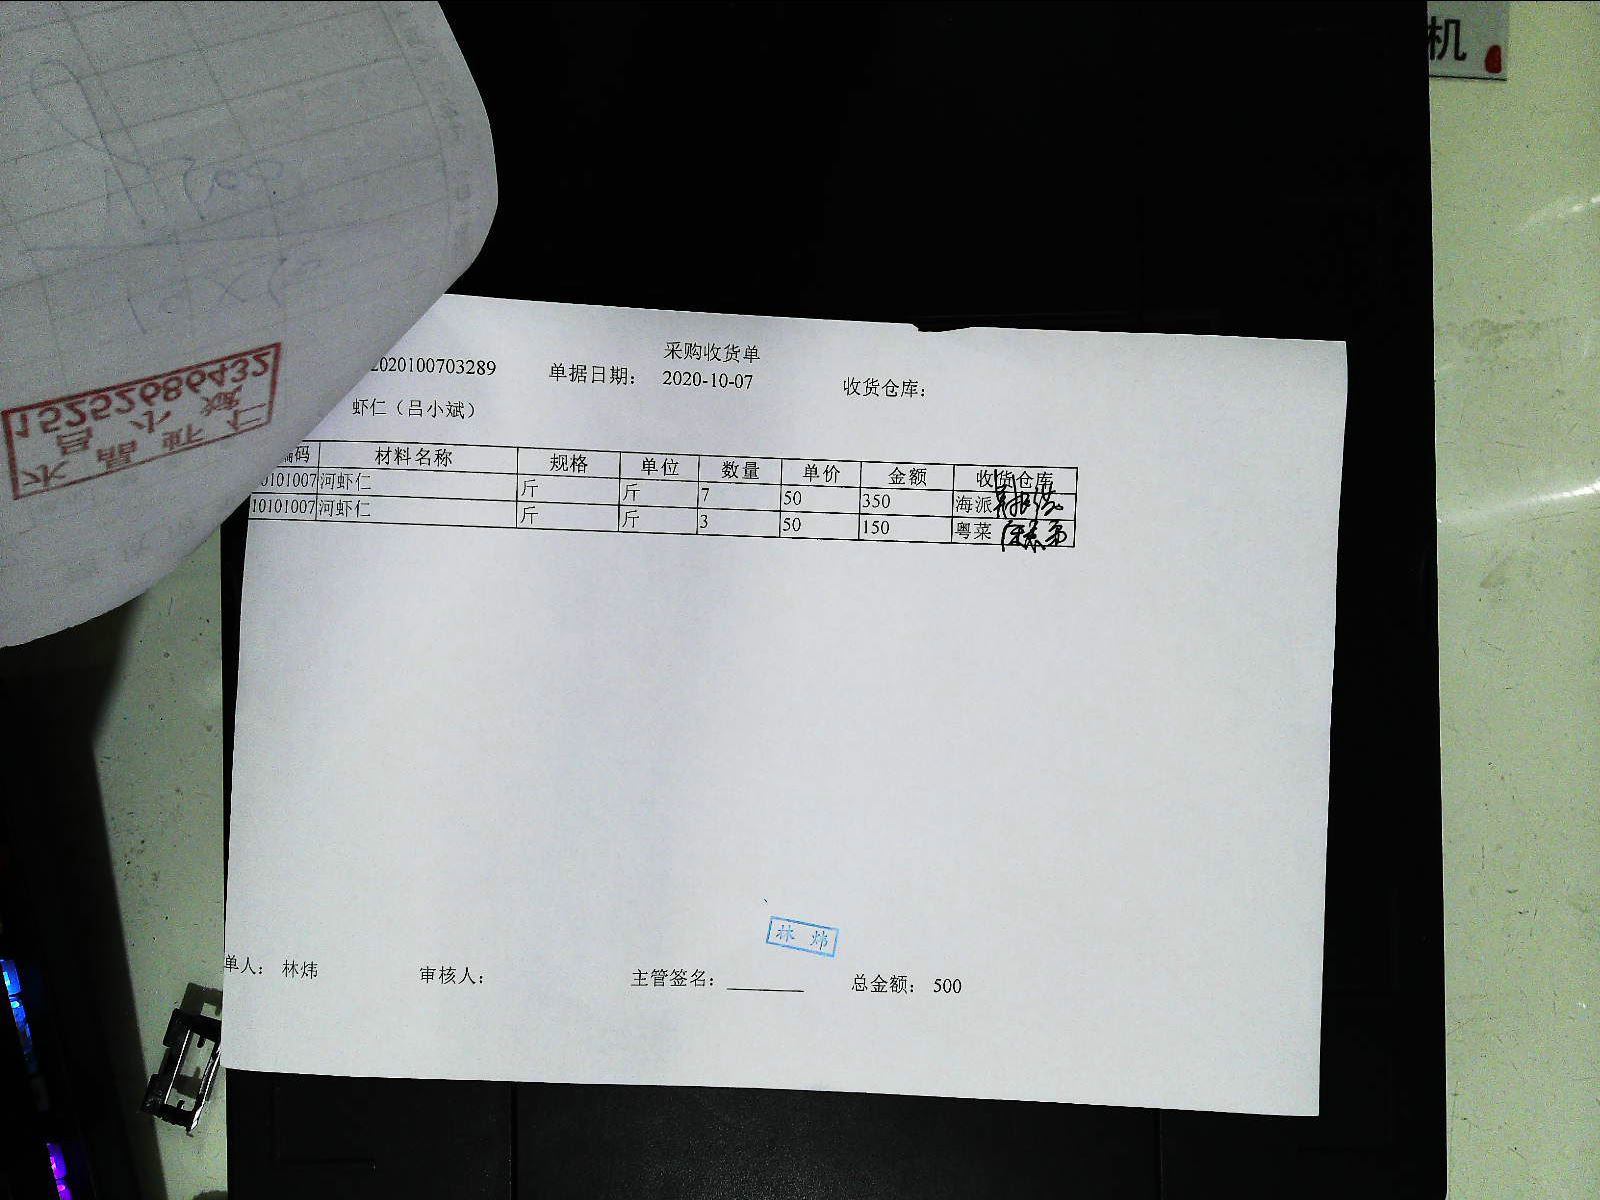 机
采购收货单
2020100703289 单据日期: 2020-10-07 收货仓库:
虾仁（吕小斌）
编码 材料名称 规格 单位 数量 单价 金额 收货仓库
0101007 河虾仁 斤 斤 7 50 350 海派
10101007 河虾仁 斤 斤 3 50 150 粤菜
林 炜
单人: 林炜 审核人: 主管签名: 总金额: 500
15252686432